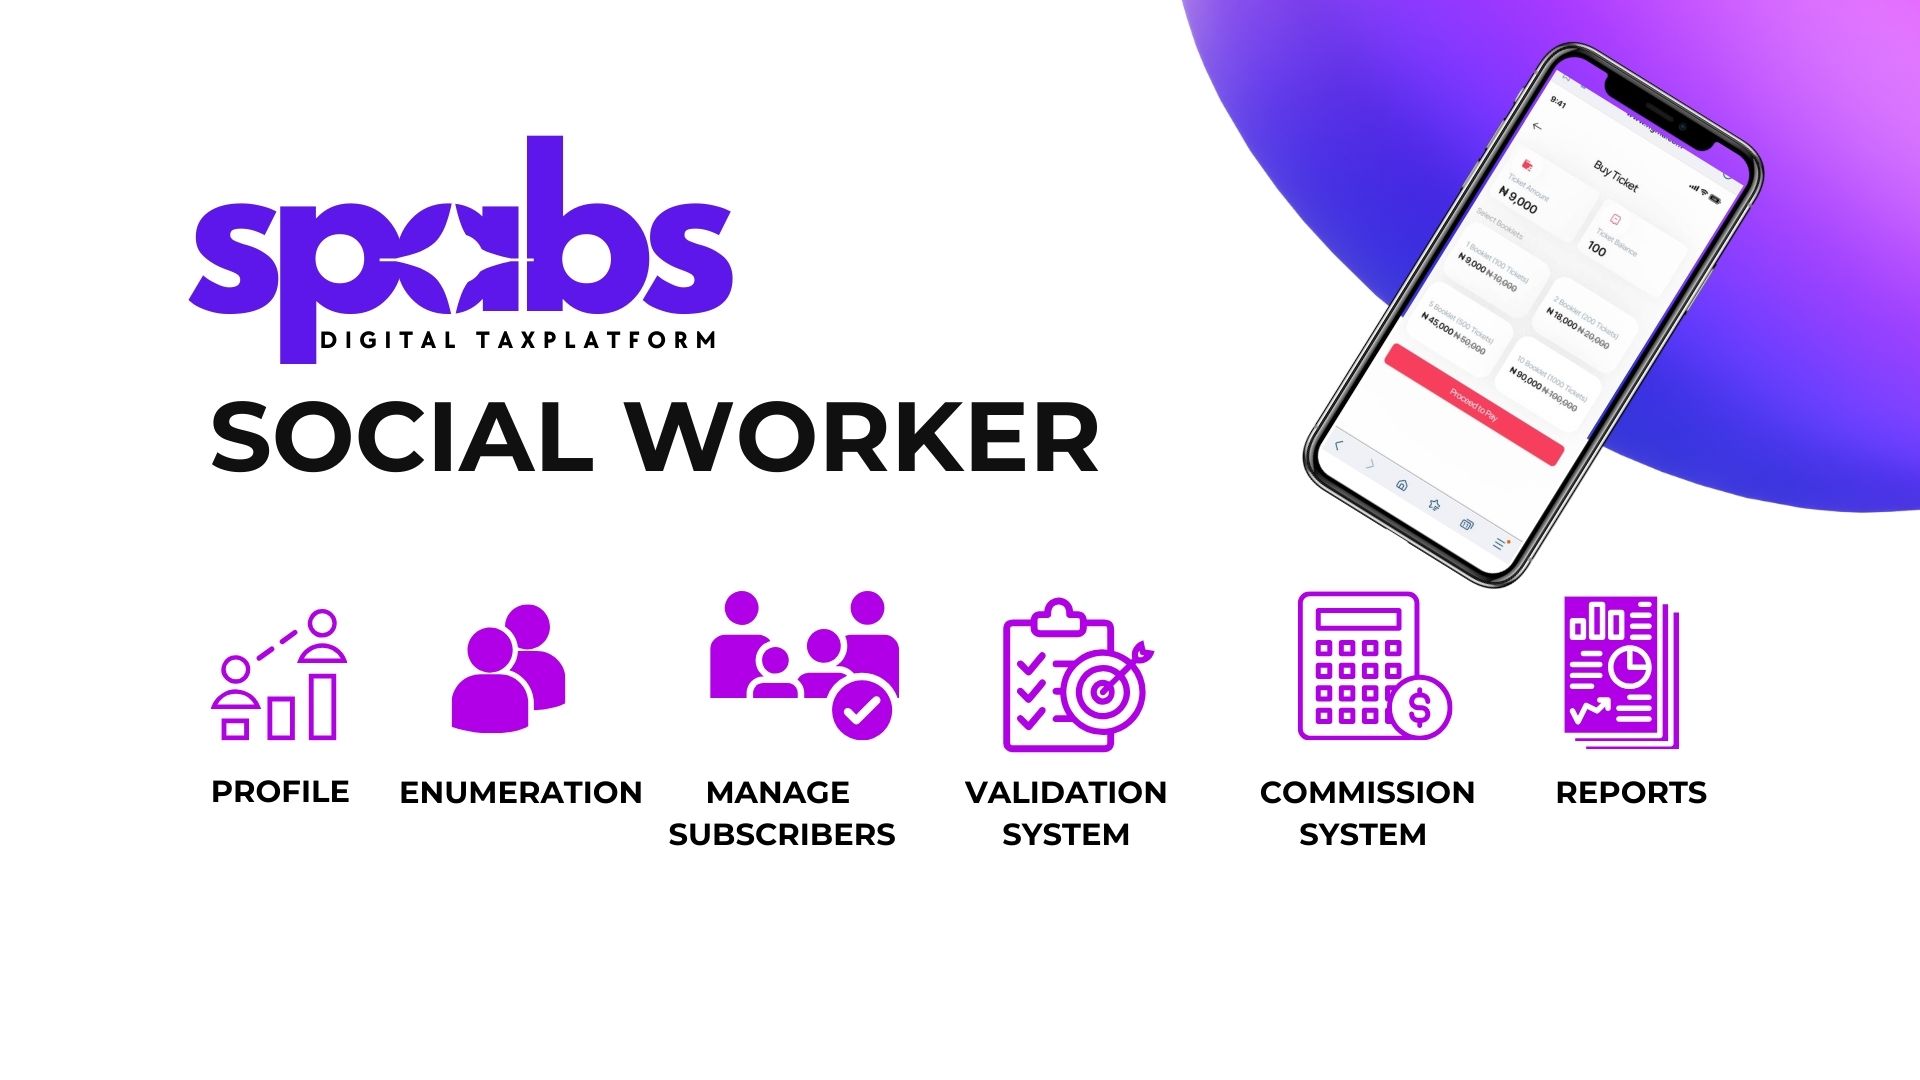 spabs
DIGITAL TAXPLATFORM
SOCIAL WORKER
9:41
Buy Ticket
Ticket Amount
₦9,000
Ticket Balance
100
Select Booklets
1 Booklet (100 Tickets)
₦9,000 ₦10,000
2 Booklet (200 Tickets)
₦18,000 ₦20,000
5 Booklet (500 Tickets)
₦45,000 ₦50,000
10 Booklet (1000 Tickets)
₦90,000 ₦100,000
Proceed to Pay
$
PROFILE
ENUMERATION
MANAGE
SUBSCRIBERS
VALIDATION
SYSTEM
COMMISSION
SYSTEM
REPORTS